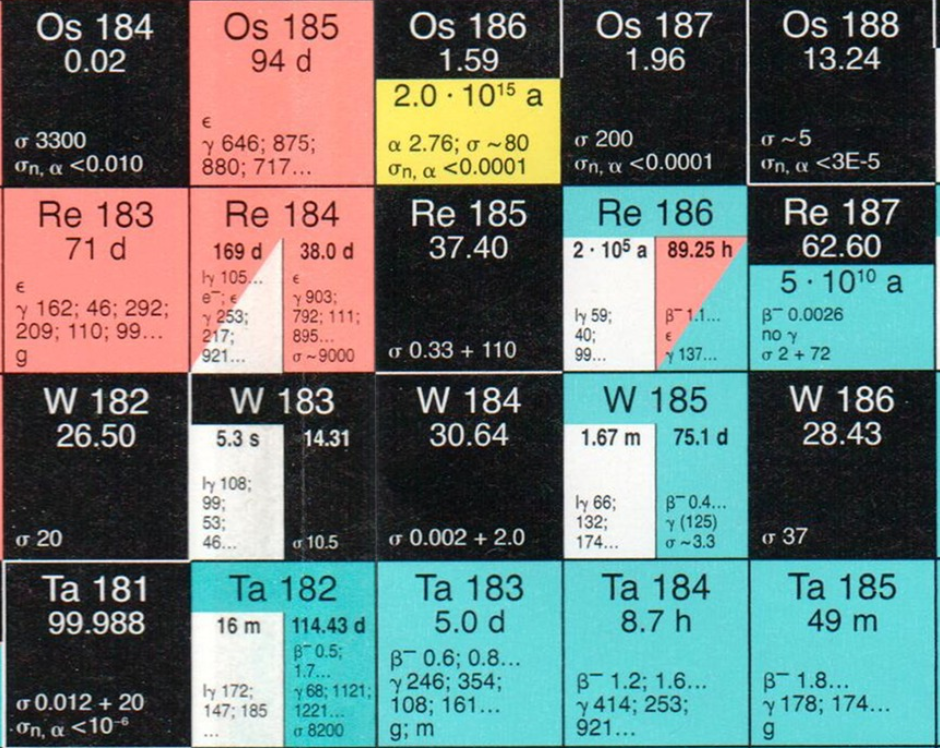 Os 184
0.02
σ 3300
σn, α <0.010
Os 185
94 d
ϵ
γ 646; 875;
880; 717...
Os 186
1.59
2.0 · 10¹⁵ a
α 2.76; σ ~80
σn, α <0.0001
Os 187
1.96
σ 200
σn, α <0.0001
Os 188
13.24
σ ~5
σn, α <3E-5
Re 183
71 d
ϵ
γ 162; 46; 292;
209; 110; 99...
g
Re 184
169 d
Iγ 105...
e⁻; ϵ
γ 253;
217;
921...
38.0 d
ϵ
γ 903;
792; 111;
895...
σ ~9000
Re 185
37.40
σ 0.33 + 110
Re 186
2 · 10⁵ a
Iγ 59;
40;
99...
89.25 h
β⁻ 1.1...
ϵ
γ 137...
Re 187
62.60
5 · 10¹⁰ a
β⁻ 0.0026
no γ
σ 2 + 72
W 182
26.50
σ 20
W 183
5.3 s
Iγ 108;
99;
53;
46...
14.31
σ 10.5
W 184
30.64
σ 0.002 + 2.0
W 185
1.67 m
Iγ 66;
132;
174...
75.1 d
β⁻ 0.4...
γ (125)
σ ~3.3
W 186
28.43
σ 37
Ta 181
99.988
σ 0.012 + 20
σn, α <10⁻⁶
Ta 182
16 m
Iγ 172;
147; 185
...
114.43 d
β⁻ 0.5;
1.7...
γ 68; 1121;
1221...
σ 8200
Ta 183
5.0 d
β⁻ 0.6; 0.8...
γ 246; 354;
108; 161...
g; m
Ta 184
8.7 h
β⁻ 1.2; 1.6...
γ 414; 253;
921...
Ta 185
49 m
β⁻ 1.8...
γ 178; 174...
g